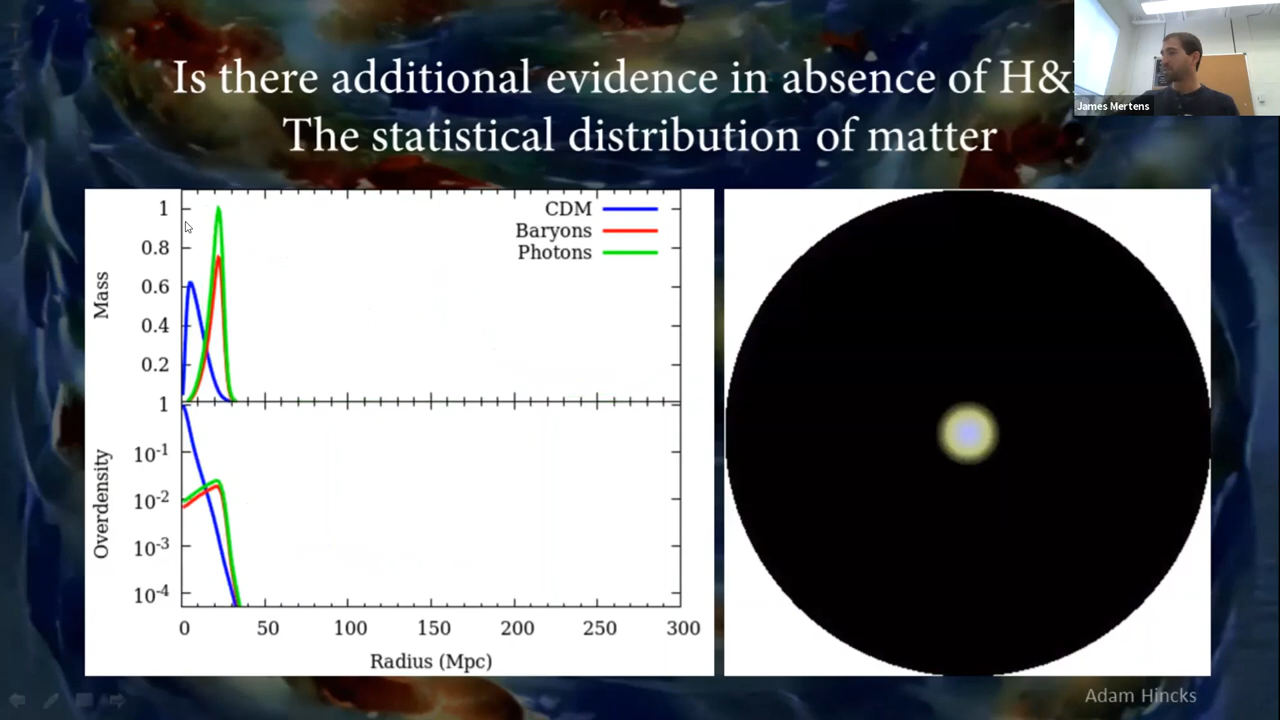 Is there additional evidence in absence of H&
The statistical distribution of matter
James Mertens
CDM
Baryons
Photons
Mass
1
0.8
0.6
0.4
0.2
Overdensity
1
10-1
10-2
10-3
10-4
0 50 100 150 200 250 300
Radius (Mpc)
Adam Hincks